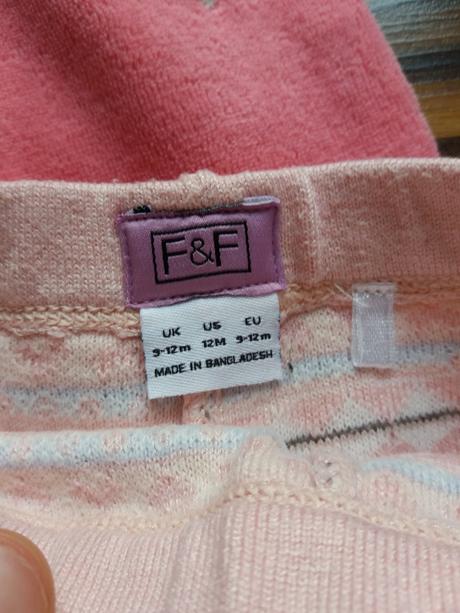 F&F
UK US EU
9-12m 12M 9-12m
MADE IN BANGLADESH